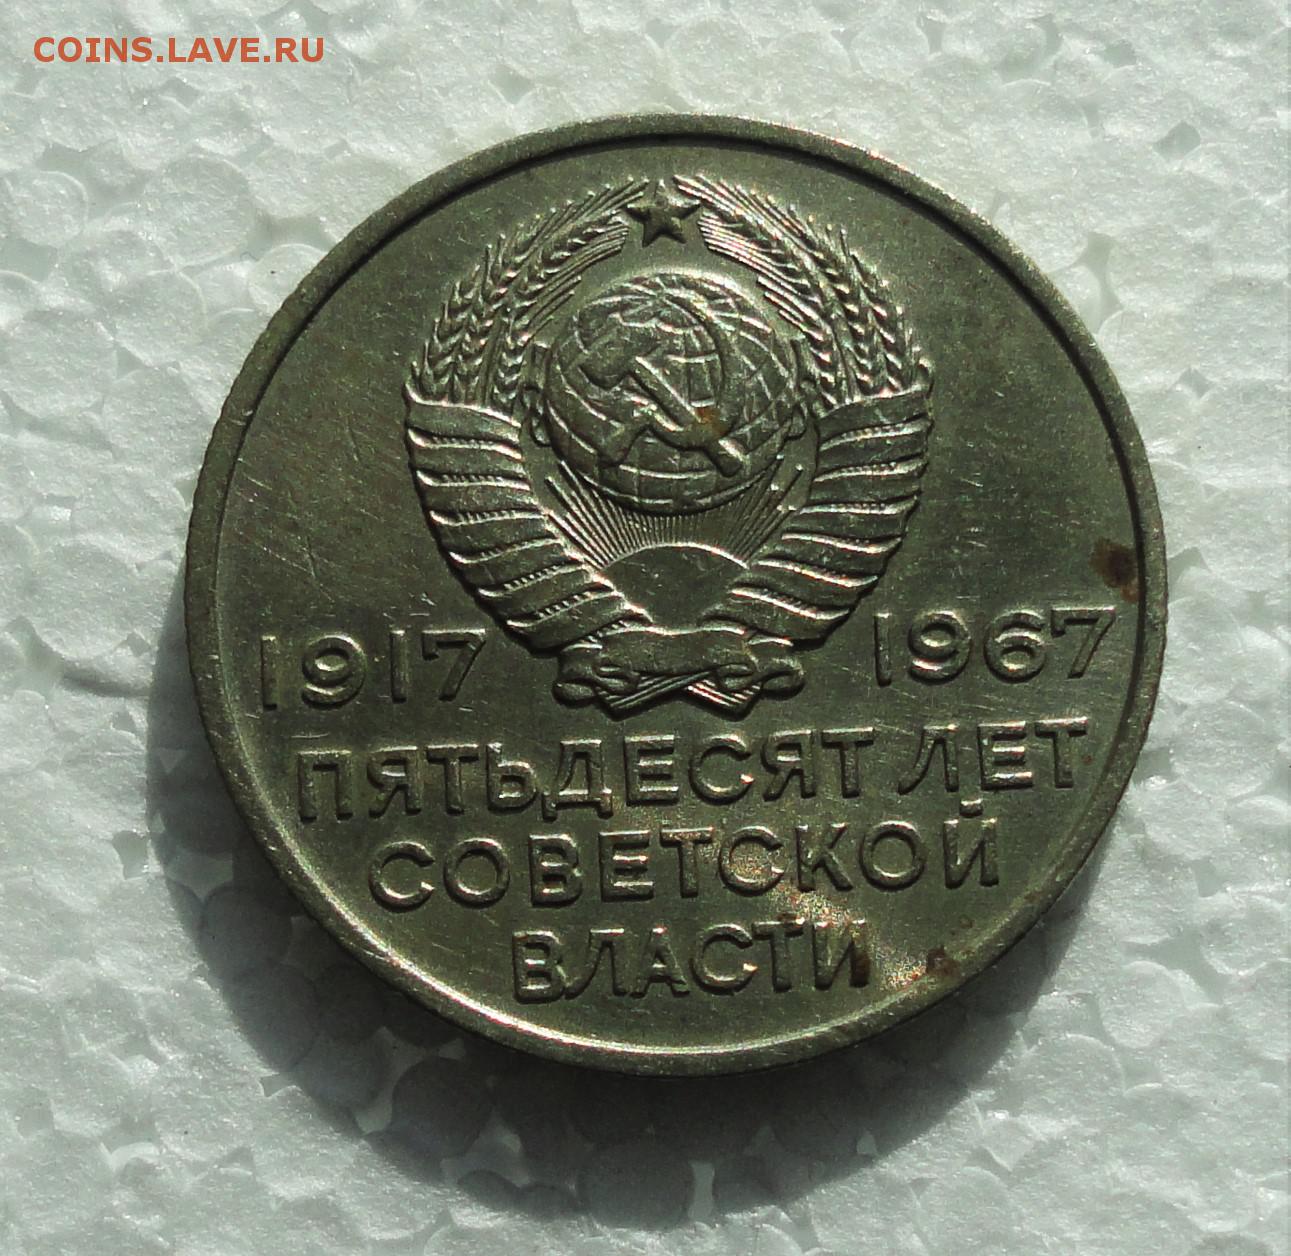 COINS.LAVE.RU
1917 1967
ПЯТЬДЕСЯТ ЛЕТ
СОВЕТСКОЙ
ВЛАСТИ